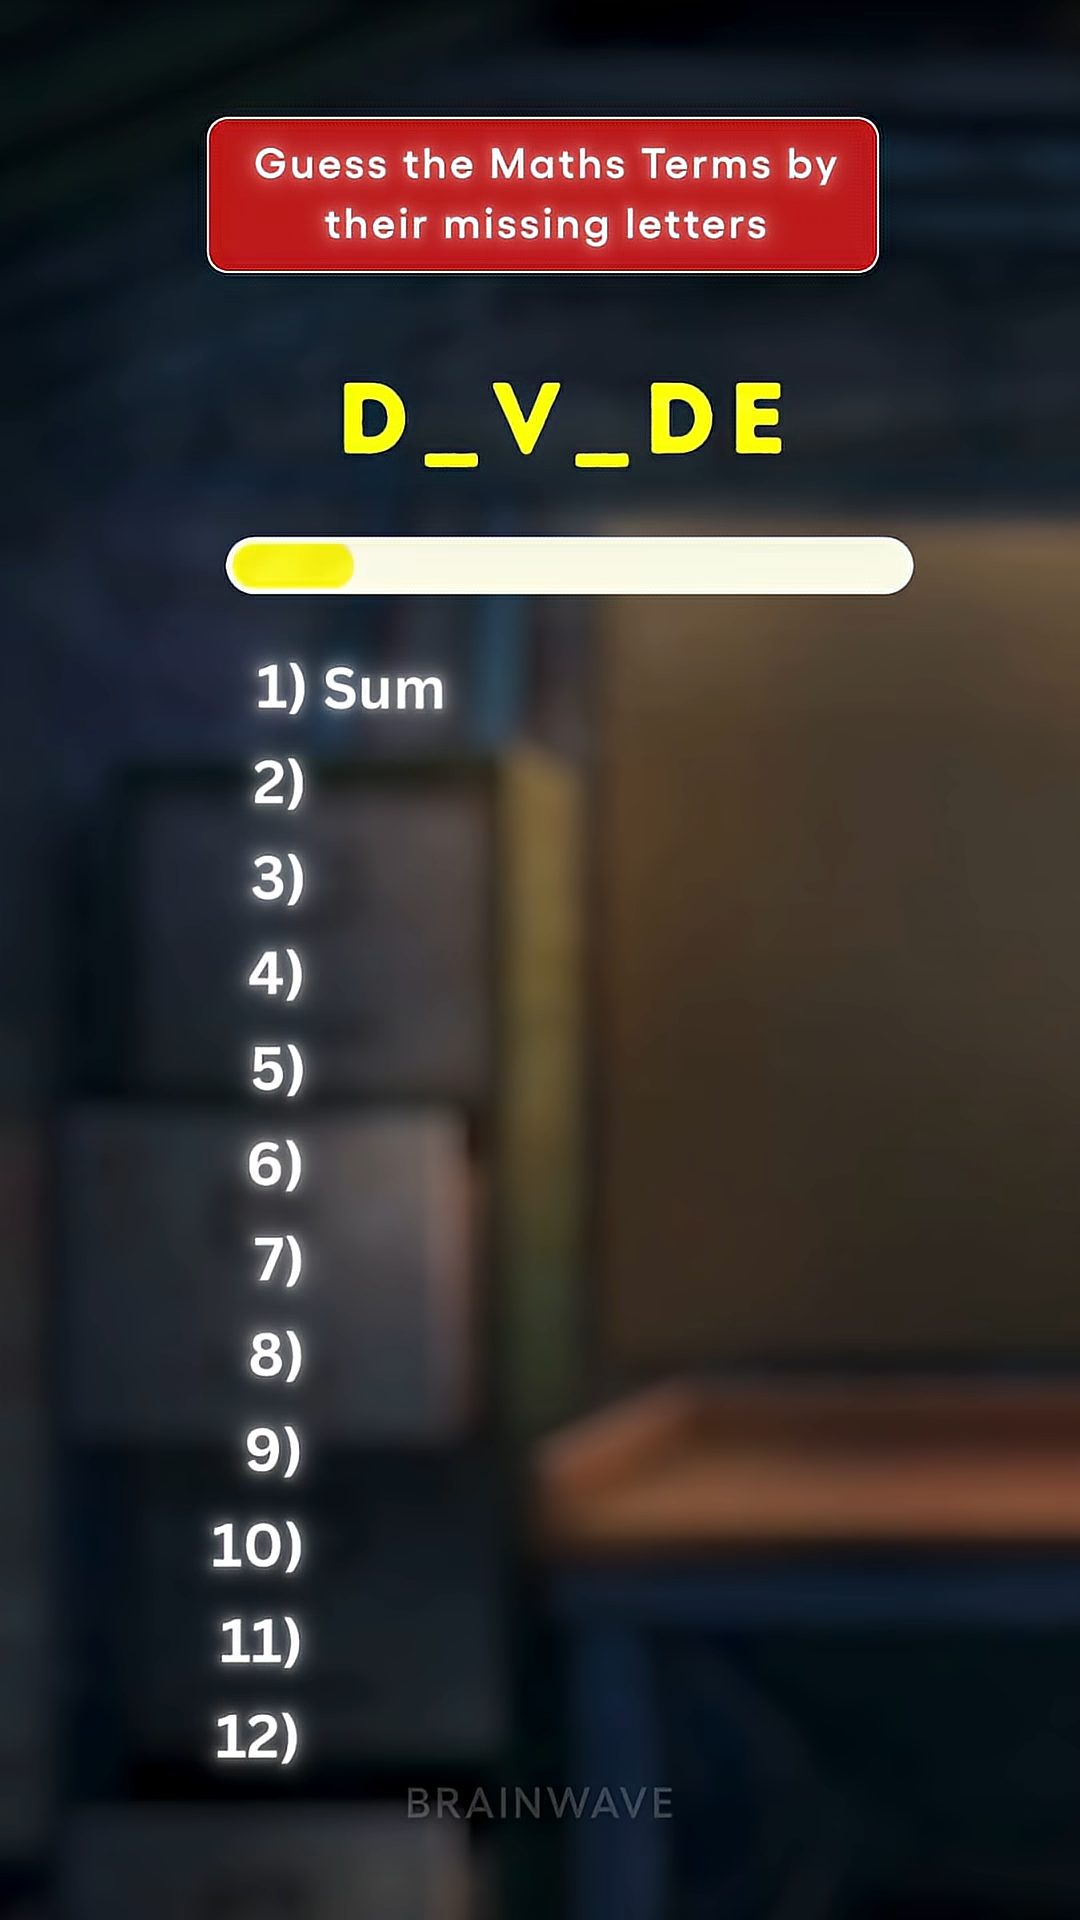 Guess the Maths Terms by
their missing letters
D_V_DE
1) Sum
2)
3)
4)
5)
6)
7)
8)
9)
10)
11)
12)
BRAINWAVE